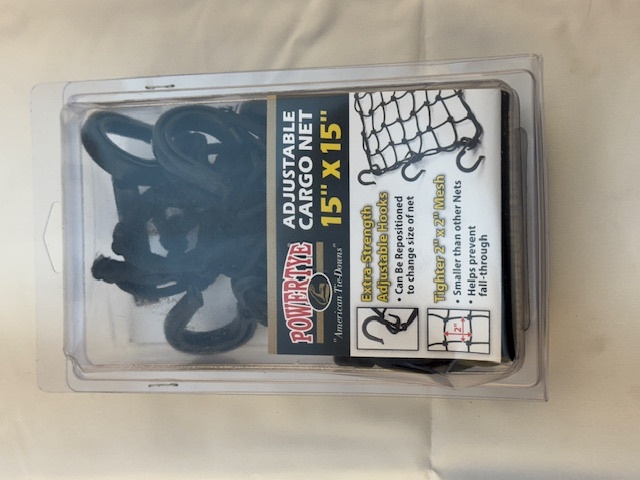 POWERTYE
"American Tie-Downs"
ADJUSTABLE
CARGO NET
15" X 15"
Extra-Strength
Adjustable Hooks
• Can Be Repositioned
to change size of net
Tighter 2" x 2" Mesh
• Smaller than other Nets
• Helps prevent
fall-through
2"